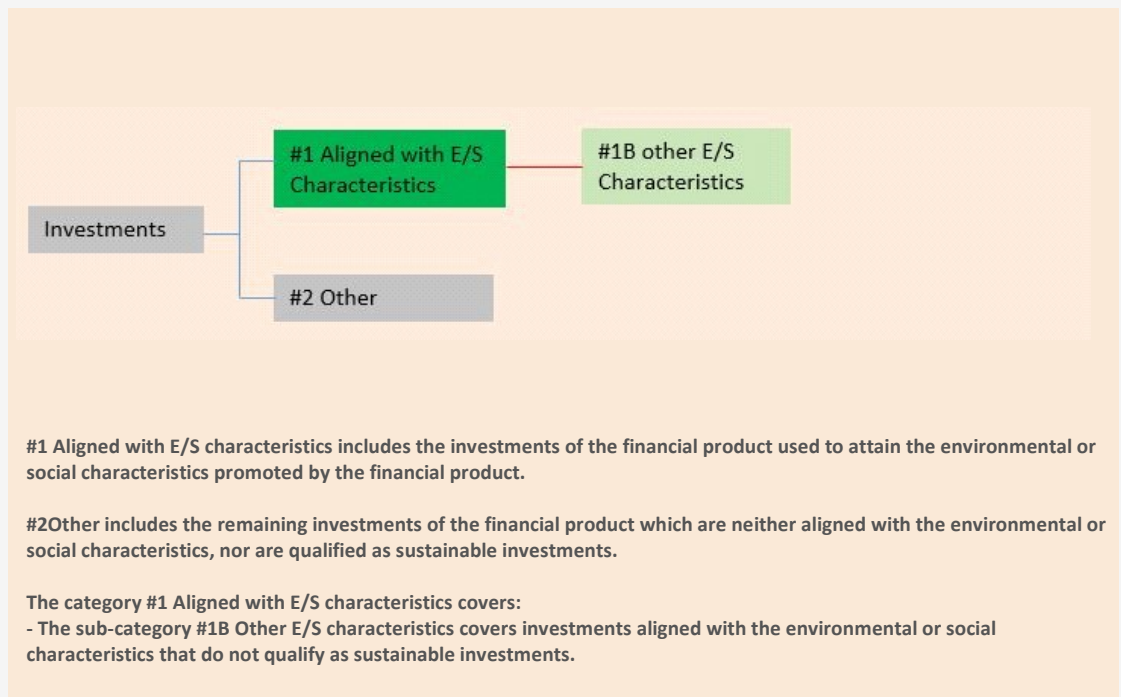 #1 Aligned with E/S
Characteristics
#1B other E/S
Characteristics
Investments
#2 Other
#1 Aligned with E/S characteristics includes the investments of the financial product used to attain the environmental or
social characteristics promoted by the financial product.
#2Other includes the remaining investments of the financial product which are neither aligned with the environmental or
social characteristics, nor are qualified as sustainable investments.
The category #1 Aligned with E/S characteristics covers:
- The sub-category #1B Other E/S characteristics covers investments aligned with the environmental or social
characteristics that do not qualify as sustainable investments.